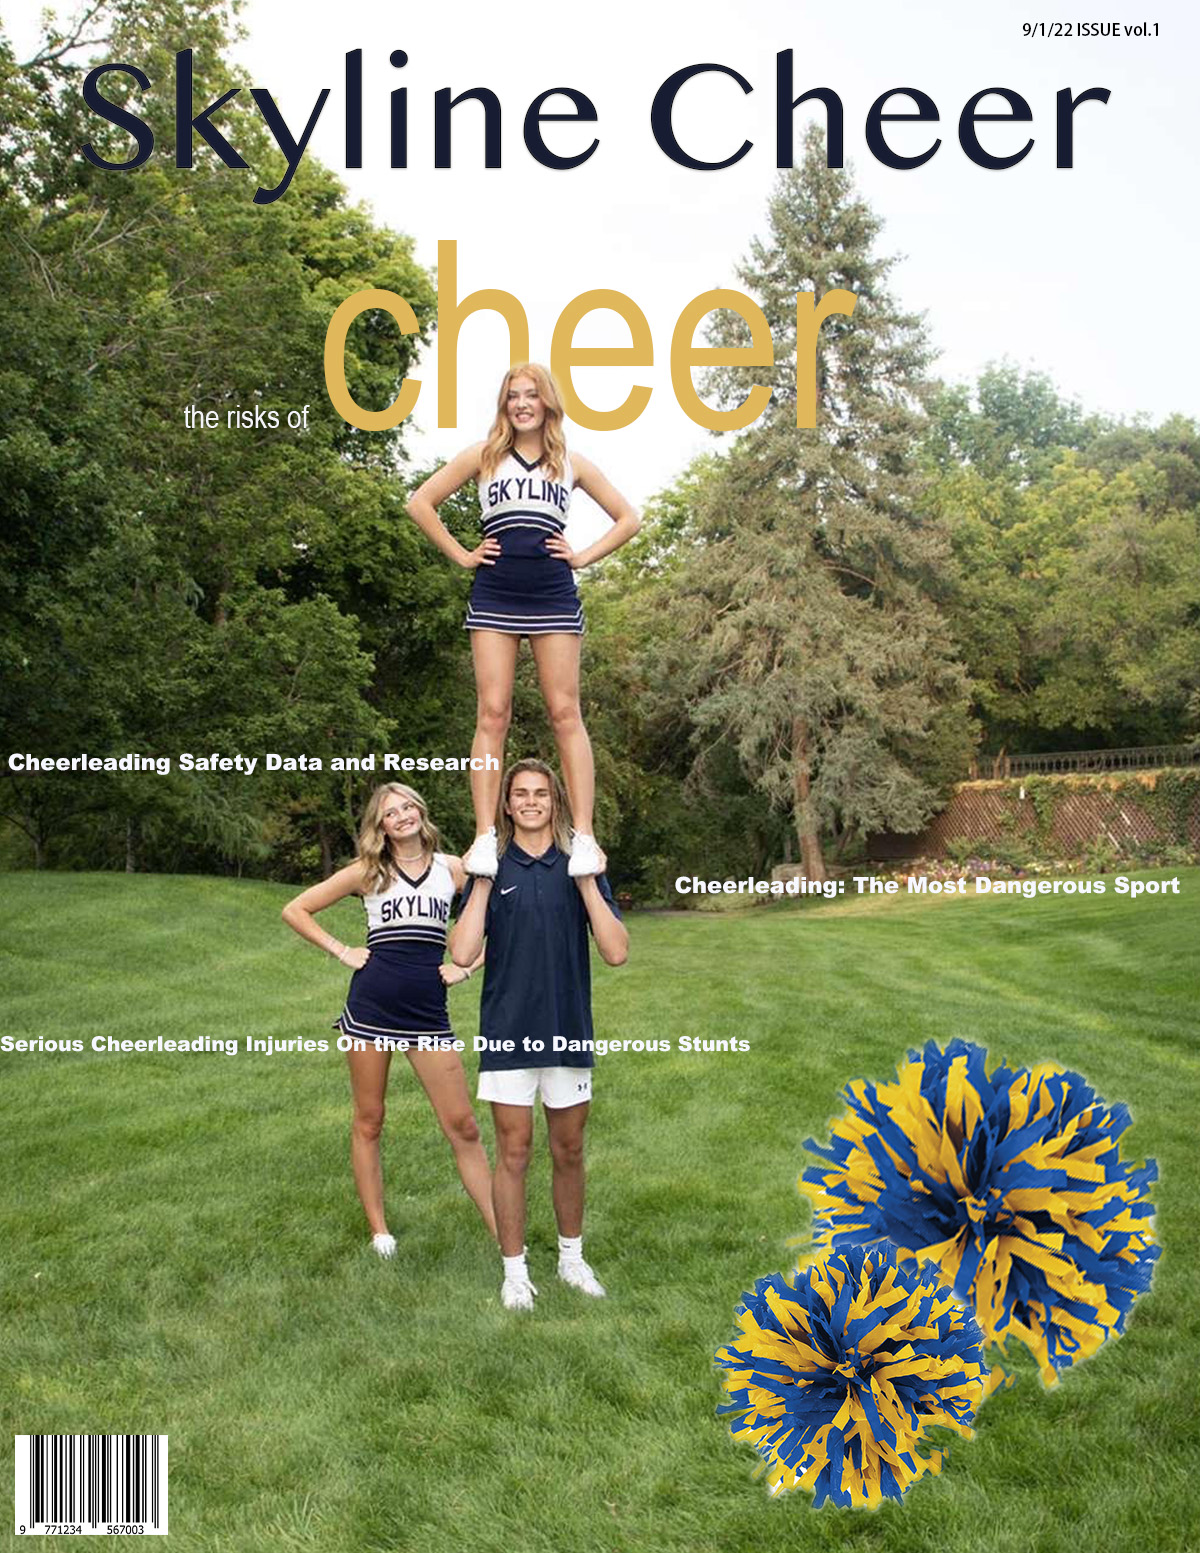 9/1/22 ISSUE vol.1
Skyline Cheer
cheer
the risks of
SKYLINE
Cheerleading Safety Data and Research
Cheerleading: The Most Dangerous Sport
SKYLINE
Serious Cheerleading Injuries On the Rise Due to Dangerous Stunts
9 771234 567003